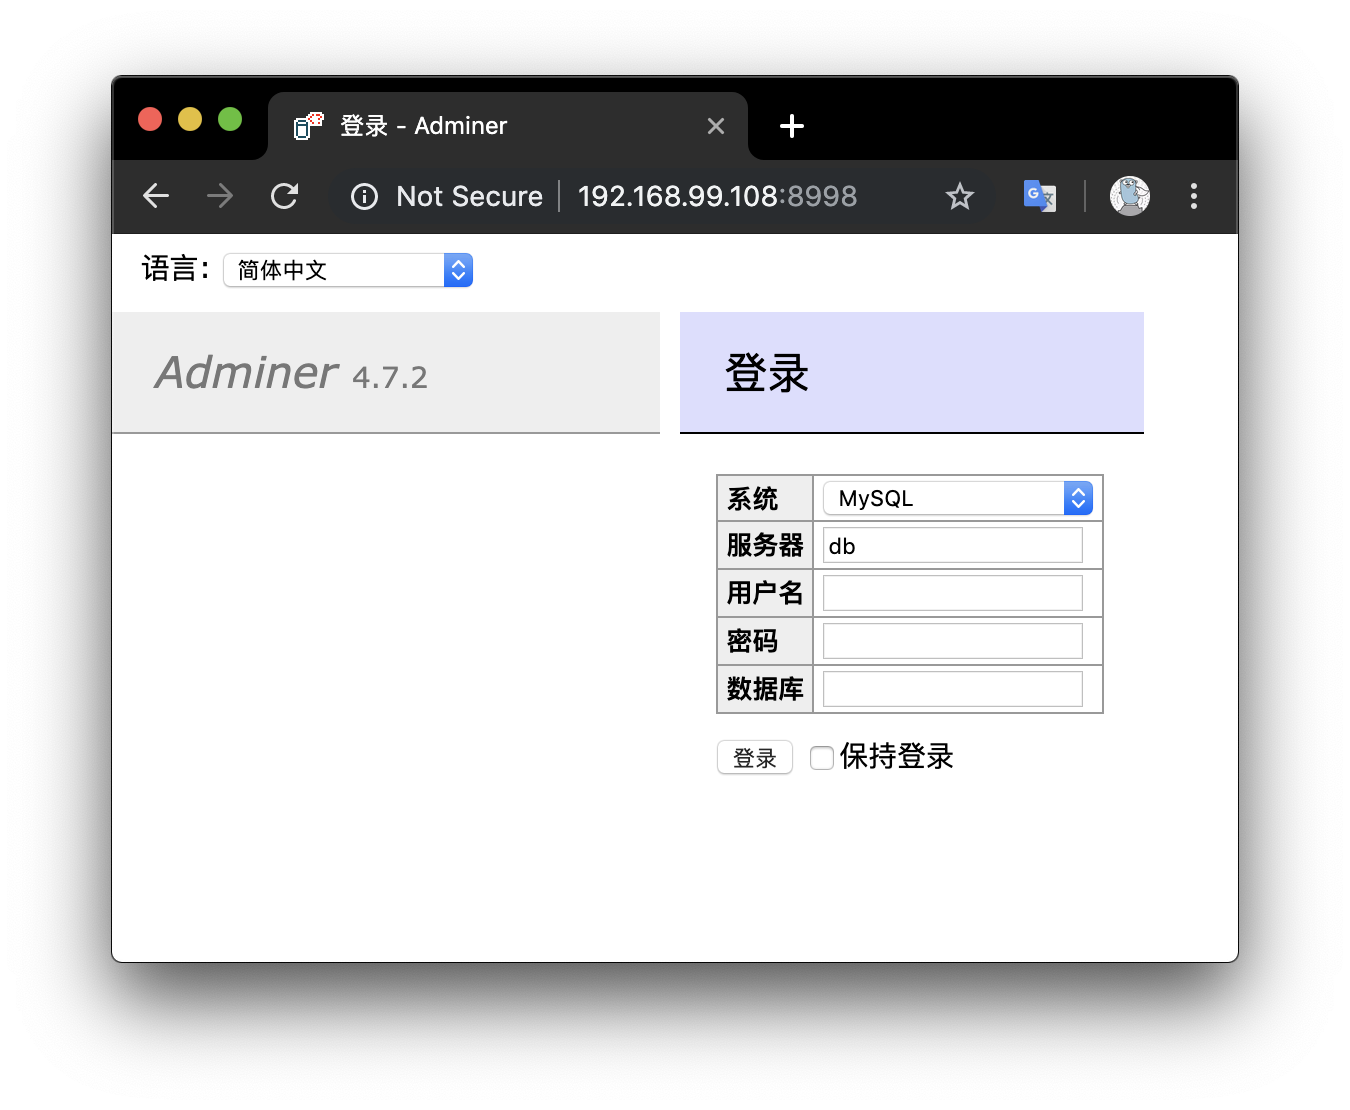 登录 - Adminer
Not Secure 192.168.99.108:8998
语言： 简体中文
Adminer 4.7.2
登录
系统 MySQL
服务器 db
用户名
密码
数据库
登录 保持登录